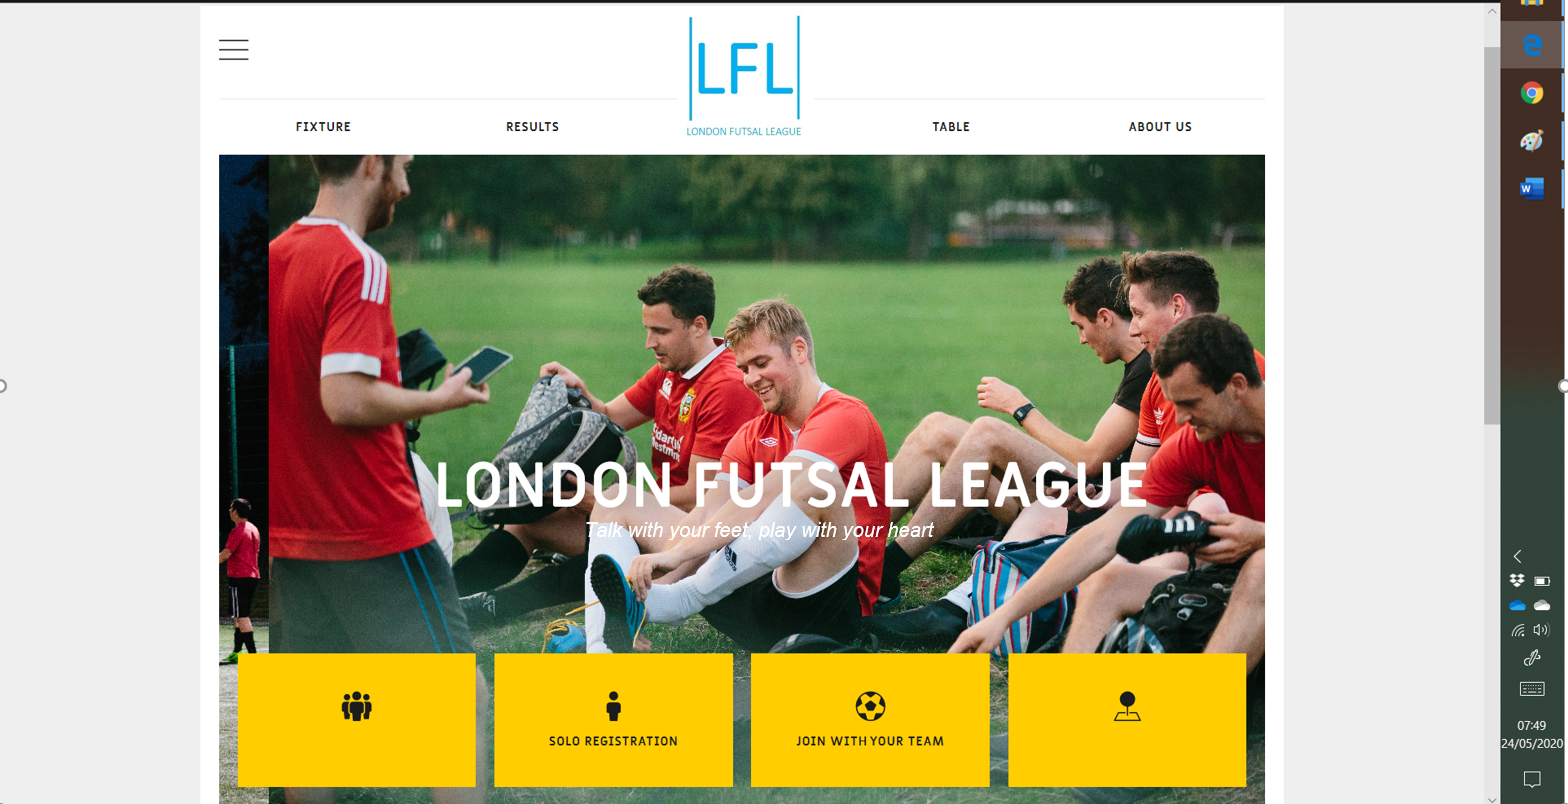 LFL
LONDON FUTSAL LEAGUE
FIXTURE
RESULTS
TABLE
ABOUT US
LONDON FUTSAL LEAGUE
Talk with your feet, play with your heart
SOLO REGISTRATION
JOIN WITH YOUR TEAM
W
07:49
24/05/2020